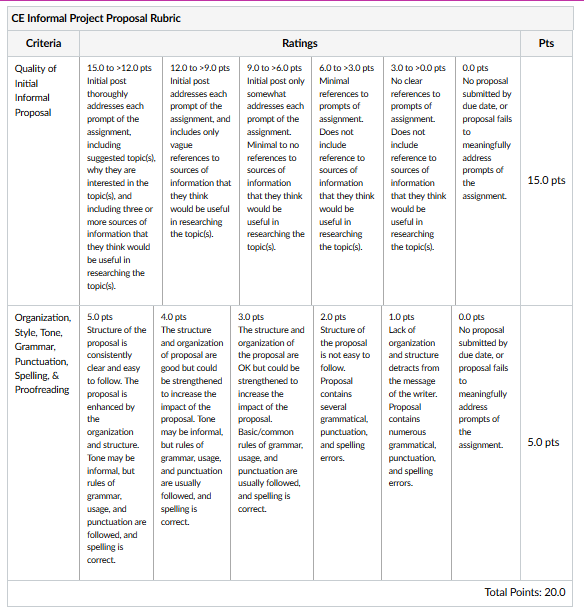 CE Informal Project Proposal Rubric
Criteria
Ratings
Pts
Quality of
Initial
Informal
Proposal
15.0 to >12.0 pts
Initial post
thoroughly
addresses each
prompt of the
assignment,
including
suggested topic(s),
why they are
interested in the
topic(s), and
including three or
more sources of
information that
they think would
be useful in
researching the
topic(s).
12.0 to >9.0 pts
Initial post
addresses each
prompt of the
assignment, and
includes only
vague
references to
sources of
information that
they think
would be useful
in researching
the topic(s).
9.0 to >6.0 pts
Initial post only
somewhat
addresses each
prompt of the
assignment.
Minimal to no
references to
sources of
information
that they think
would be
useful in
researching the
topic(s).
6.0 to >3.0 pts
Minimal
references to
prompts of
assignment.
Does not
include
reference to
sources of
information
that they think
would be
useful in
researching
the topic(s).
3.0 to >0.0 pts
No clear
references to
prompts of
assignment.
Does not
include
reference to
sources of
information
that they think
would be
useful in
researching
the topic(s).
0.0 pts
No proposal
submitted by
due date, or
proposal fails
to
meaningfully
address
prompts of
the
assignment.
15.0 pts
Organization,
Style, Tone,
Grammar,
Punctuation,
Spelling, &
Proofreading
5.0 pts
Structure of the
proposal is
consistently
clear and easy
to follow. The
proposal is
enhanced by
the
organization
and structure.
Tone may be
informal, but
rules of
grammar,
usage, and
punctuation are
followed, and
spelling is
correct.
4.0 pts
The structure
and organization
of proposal are
good but could
be strengthened
to increase the
impact of the
proposal. Tone
may be informal,
but rules of
grammar, usage,
and punctuation
are usually
followed, and
spelling is
correct.
3.0 pts
The structure and
organization of
the proposal are
OK but could be
strengthened to
increase the
impact of the
proposal.
Basic/common
rules of grammar,
usage, and
punctuation are
usually followed,
and spelling is
correct.
2.0 pts
Structure of
the proposal
is not easy to
follow.
Proposal
contains
several
grammatical,
punctuation,
and spelling
errors.
1.0 pts
Lack of
organization
and structure
detracts from
the message
of the writer.
Proposal
contains
numerous
grammatical,
punctuation,
and spelling
errors.
0.0 pts
No proposal
submitted by
due date, or
proposal fails
to
meaningfully
address
prompts of
the
assignment.
5.0 pts
Total Points: 20.0